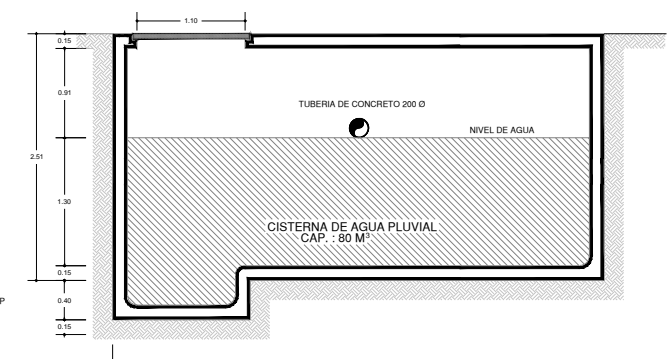 1.10
0.15
0.91
TUBERIA DE CONCRETO 200 Ø
NIVEL DE AGUA
2.51
1.30
CISTERNA DE AGUA PLUVIAL
CAP. : 80 M³
0.15
0.40
P
0.15